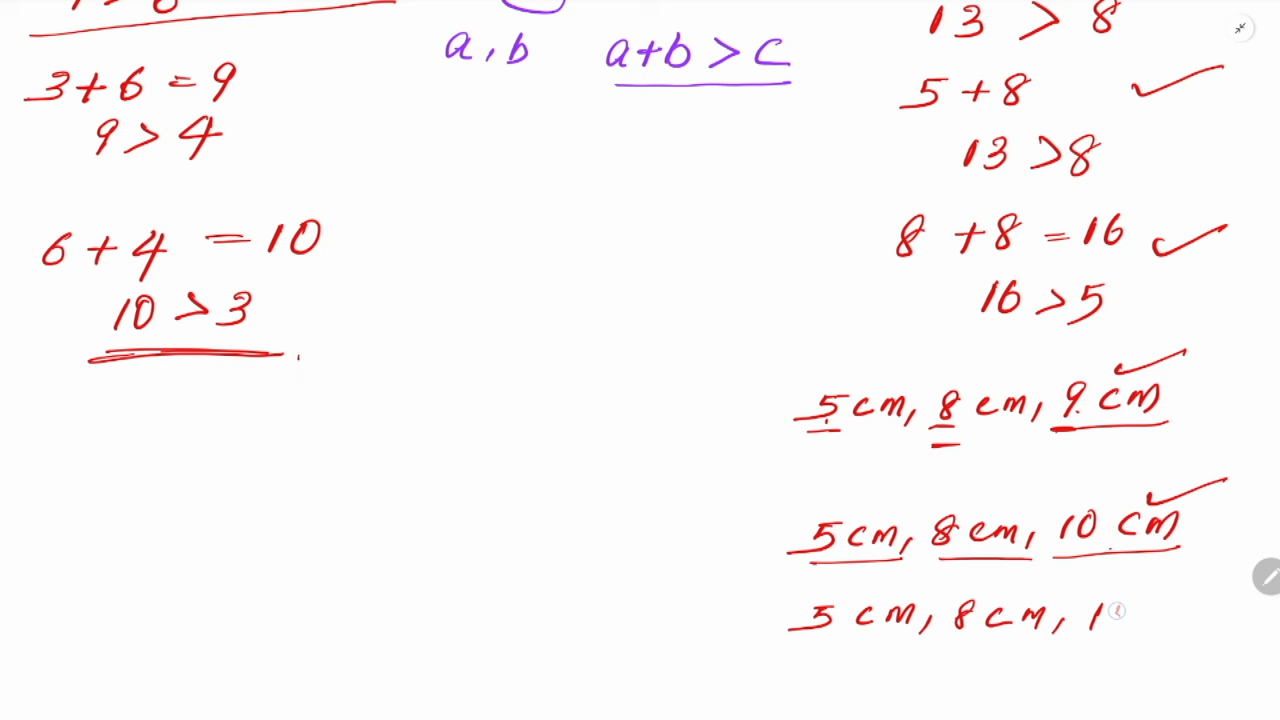 3 + 6 = 9
9 > 4
6 + 4 = 10
10 > 3
a, b a+b > c
13 > 8
5 + 8
13 > 8
8 + 8 = 16
16 > 5
5 cm, 8 cm, 9 cm
5 cm, 8 cm, 10 cm
5 cm, 8 cm, 1